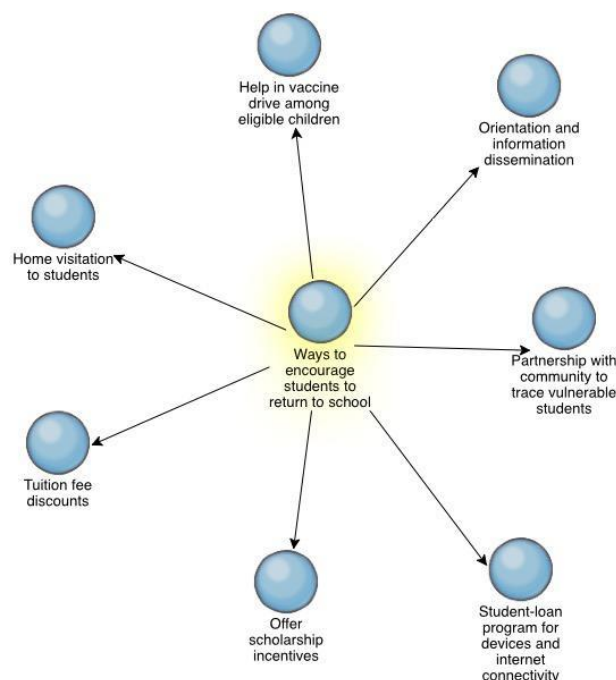 Help in vaccine
drive among
eligible children
Orientation and
information
dissemination
Home visitation
to students
Ways to
encourage
students to
return to school
Partnership with
community to
trace vulnerable
students
Tuition fee
discounts
Offer
scholarship
incentives
Student-loan
program for
devices and
internet
connectivity